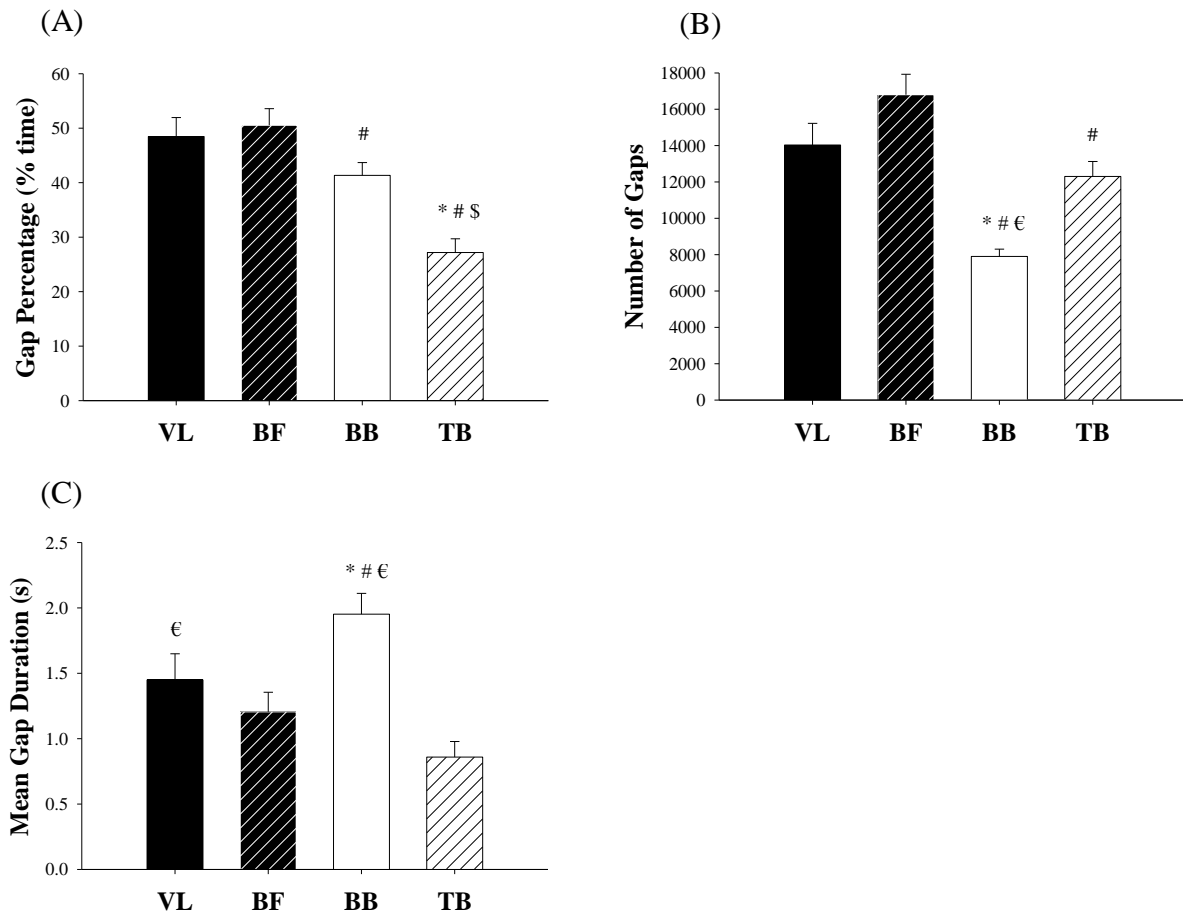 (A)
Gap Percentage (% time)
60
50
40
30
20
10
0
#
* # $
VL BF BB TB
(B)
Number of Gaps
18000
16000
14000
12000
10000
8000
6000
4000
2000
0
* # €
#
VL BF BB TB
(C)
Mean Gap Duration (s)
2.5
2.0
1.5
1.0
0.5
0.0
€
* # €
VL BF BB TB